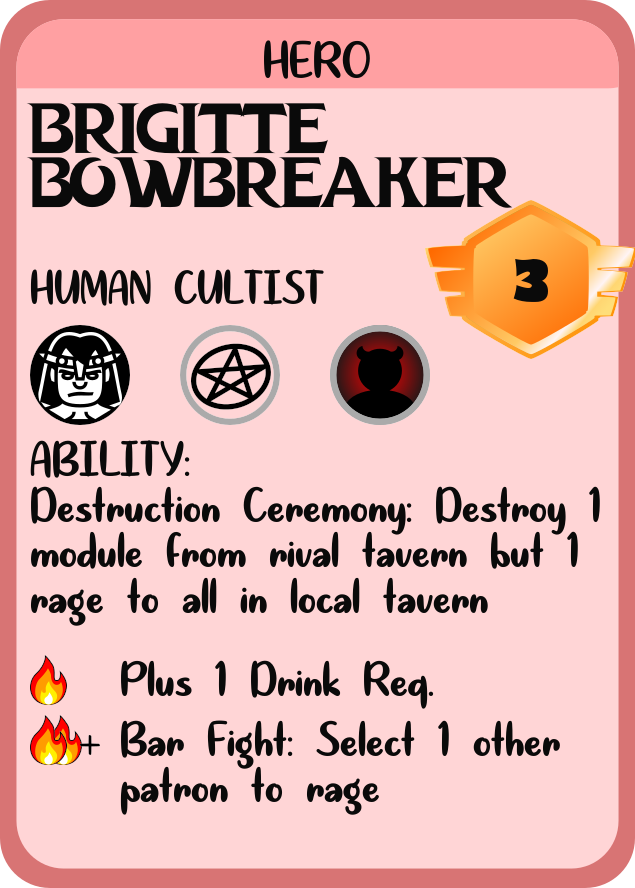 HERO
BRIGITTE
BOWBREAKER
3
HUMAN CULTIST
ABILITY:
Destruction Ceremony: Destroy 1
module from rival tavern but 1
rage to all in local tavern
Plus 1 Drink Req.
+ Bar Fight: Select 1 other
patron to rage